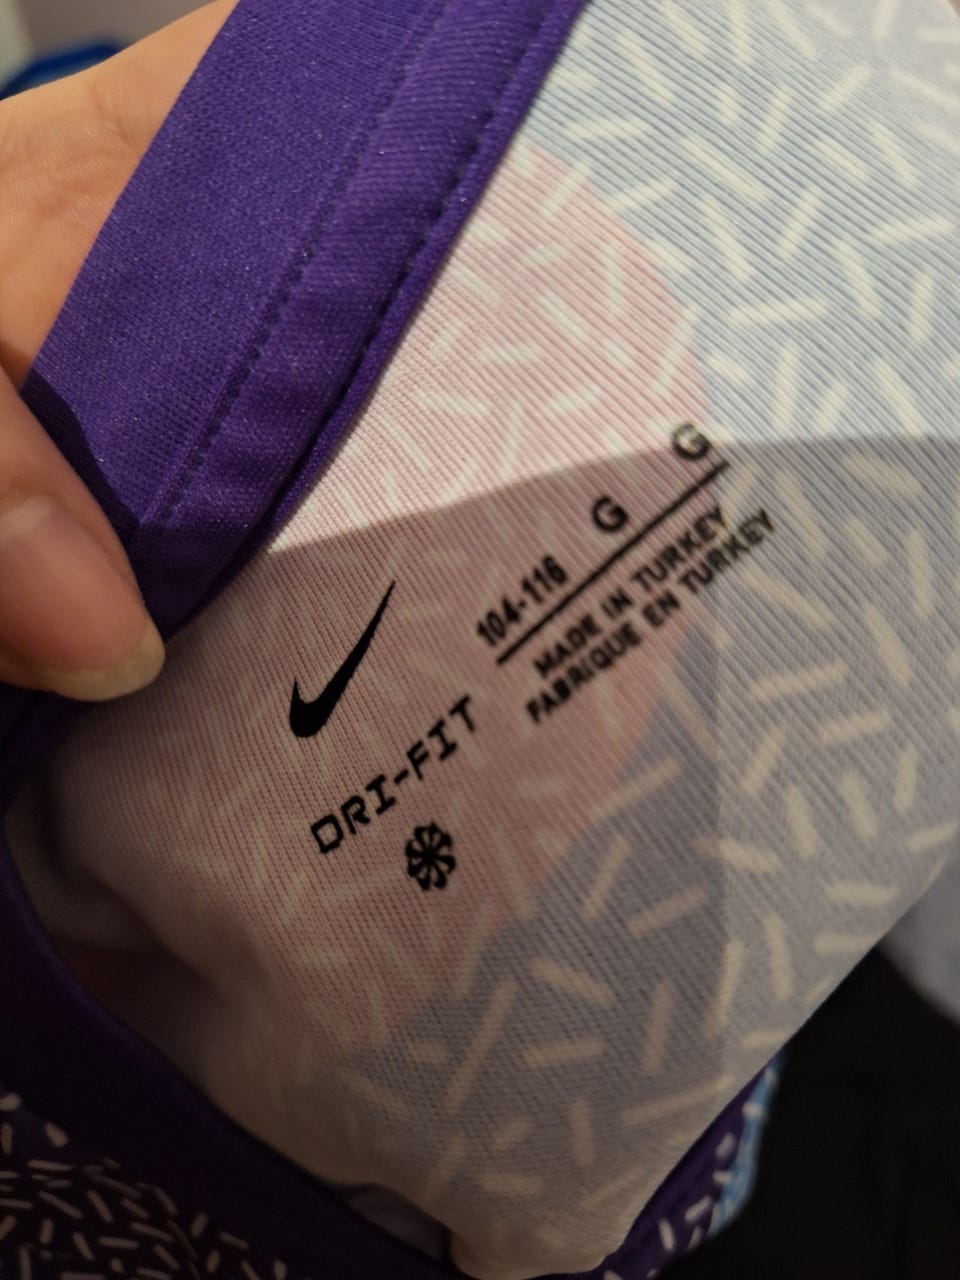 104-116 G G
MADE IN TURKEY
FABRIQUE EN TURKEY
DRI-FIT